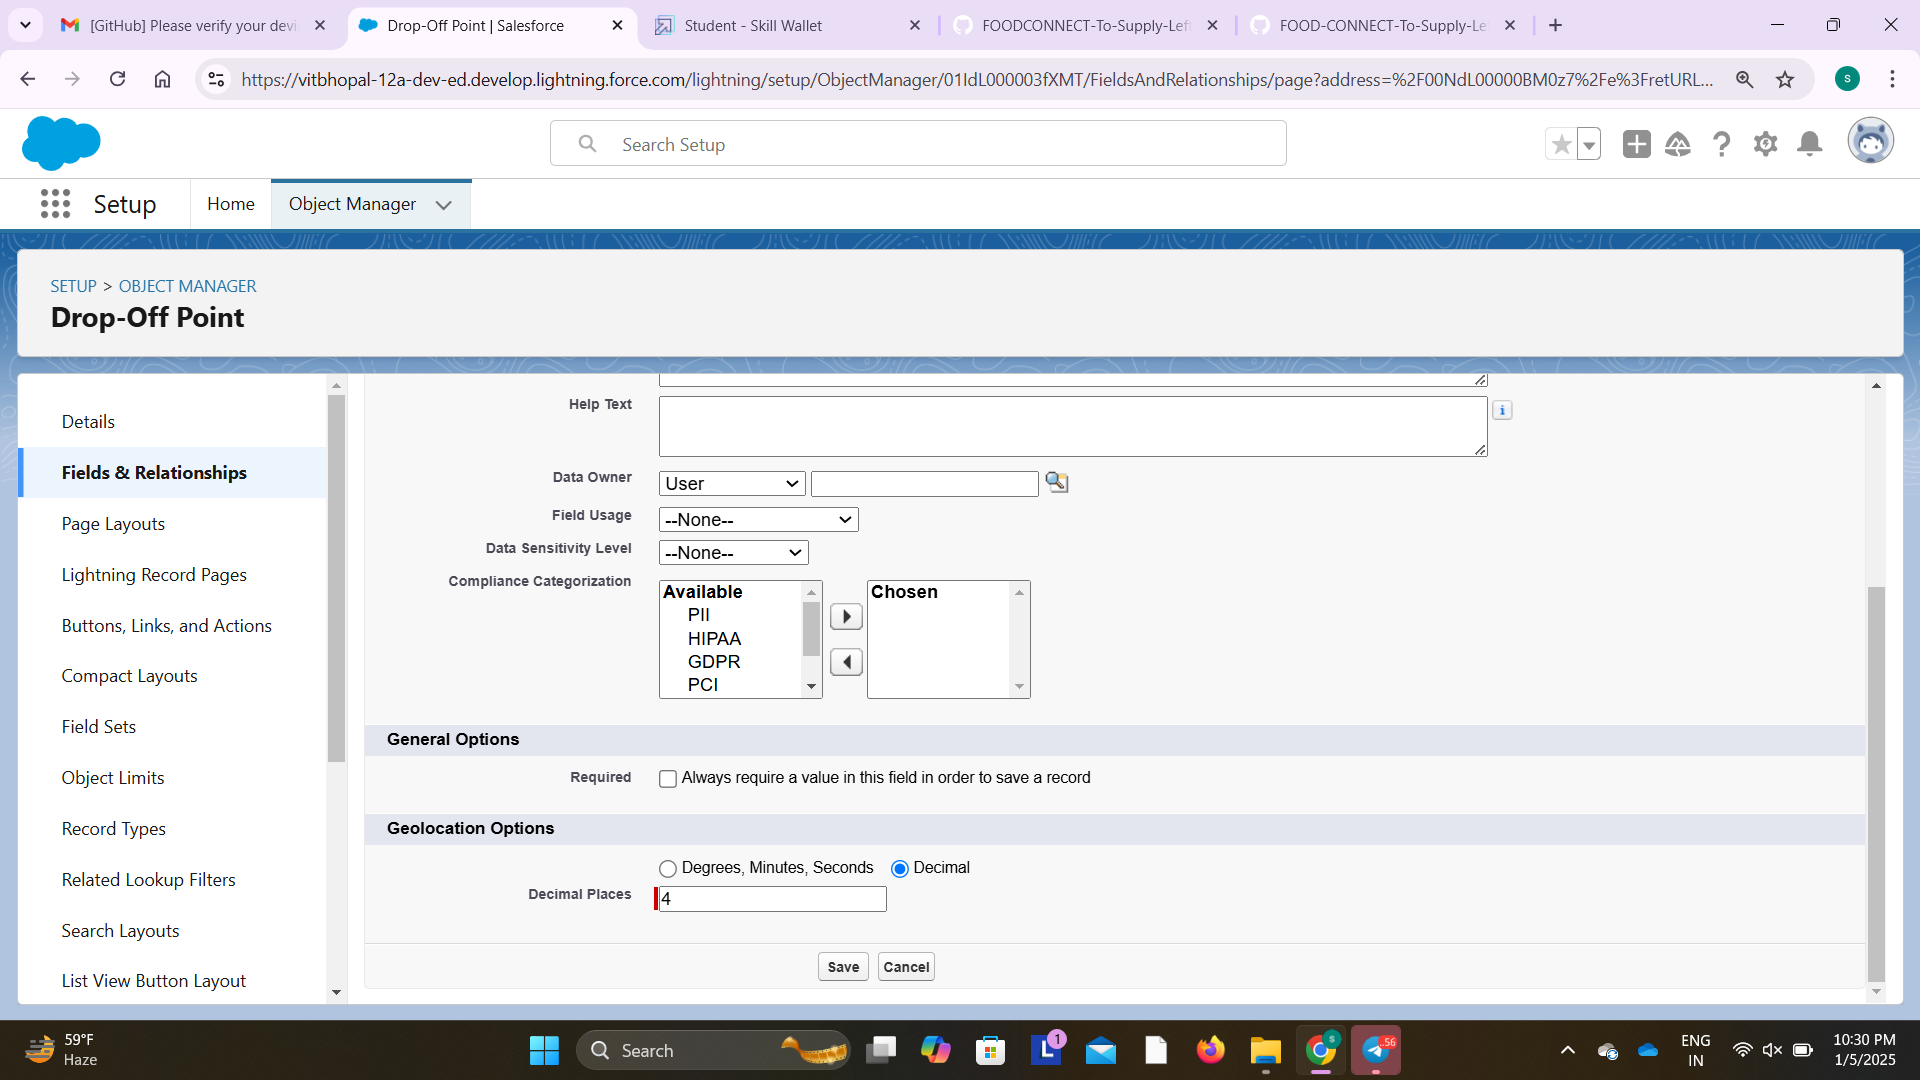 [GitHub] Please verify your devi
Drop-Off Point | Salesforce
Student - Skill Wallet
FOODCONNECT-To-Supply-Left
FOOD-CONNECT-To-Supply-Le
https://vitbhopal-12a-dev-ed.develop.lightning.force.com/lightning/setup/ObjectManager/01IdL000003fXMT/FieldsAndRelationships/page?address=%2F00NdL00000BM0z7%2Fe%3FretURL...
S
Search Setup
Setup
Home
Object Manager
SETUP > OBJECT MANAGER
Drop-Off Point
Details
Fields & Relationships
Page Layouts
Lightning Record Pages
Buttons, Links, and Actions
Compact Layouts
Field Sets
Object Limits
Record Types
Related Lookup Filters
Search Layouts
List View Button Layout
Help Text
i
Data Owner
User
Field Usage
--None--
Data Sensitivity Level
--None--
Compliance Categorization
Available
PII
HIPAA
GDPR
PCI
Chosen
General Options
Required
Always require a value in this field in order to save a record
Geolocation Options
Degrees, Minutes, Seconds
Decimal
Decimal Places
4
Save
Cancel
59°F
Haze
Search
L
1
S
..56
ENG
IN
10:30 PM
1/5/2025